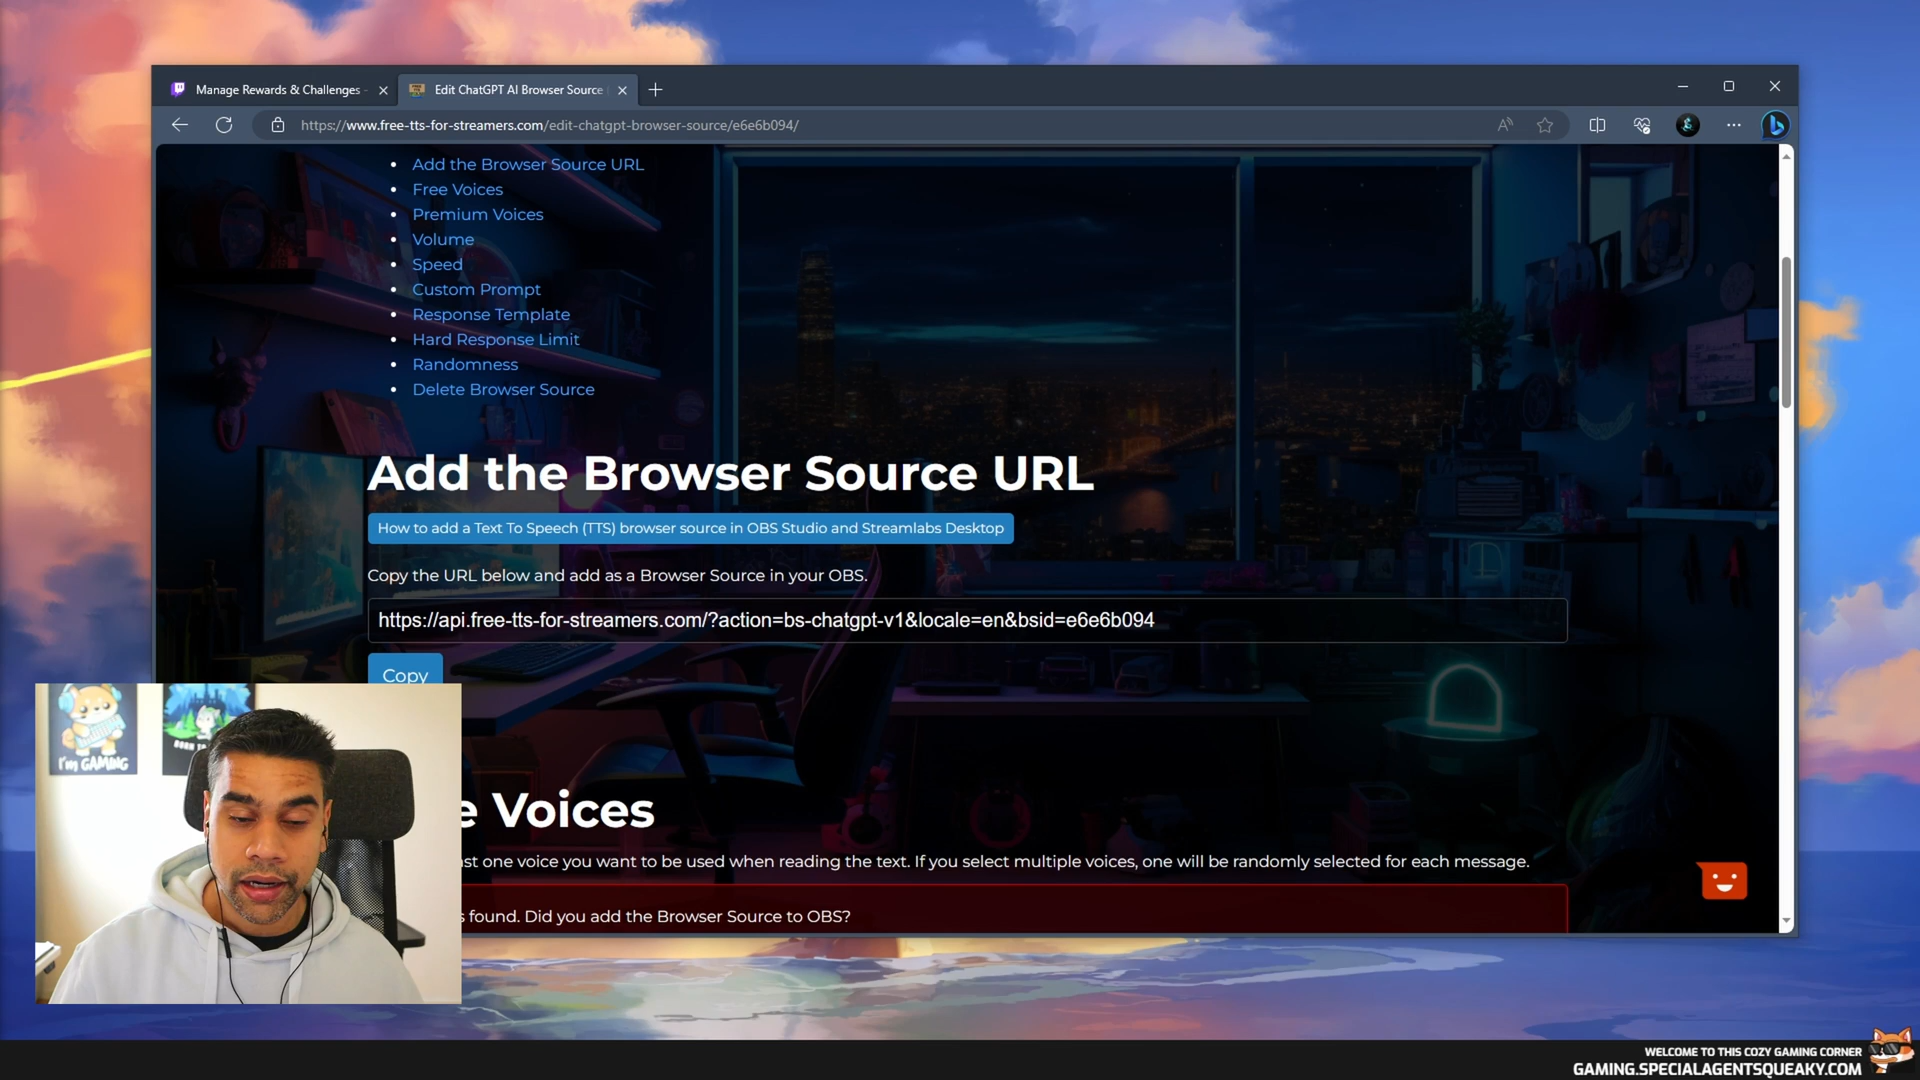 Manage Rewards & Challenges -
Edit ChatGPT AI Browser Source
https://www.free-tts-for-streamers.com/edit-chatgpt-browser-source/e6e6b094/
• Add the Browser Source URL
• Free Voices
• Premium Voices
• Volume
• Speed
• Custom Prompt
• Response Template
• Hard Response Limit
• Randomness
• Delete Browser Source
Add the Browser Source URL
How to add a Text To Speech (TTS) browser source in OBS Studio and Streamlabs Desktop
Copy the URL below and add as a Browser Source in your OBS.
https://api.free-tts-for-streamers.com/?action=bs-chatgpt-v1&locale=en&bsid=e6e6b094
Copy
e Voices
st one voice you want to be used when reading the text. If you select multiple voices, one will be randomly selected for each message.
s found. Did you add the Browser Source to OBS?
I'm GAMING
WELCOME TO THIS COZY GAMING CORNER
GAMING.SPECIALAGENTSQUEAKY.COM